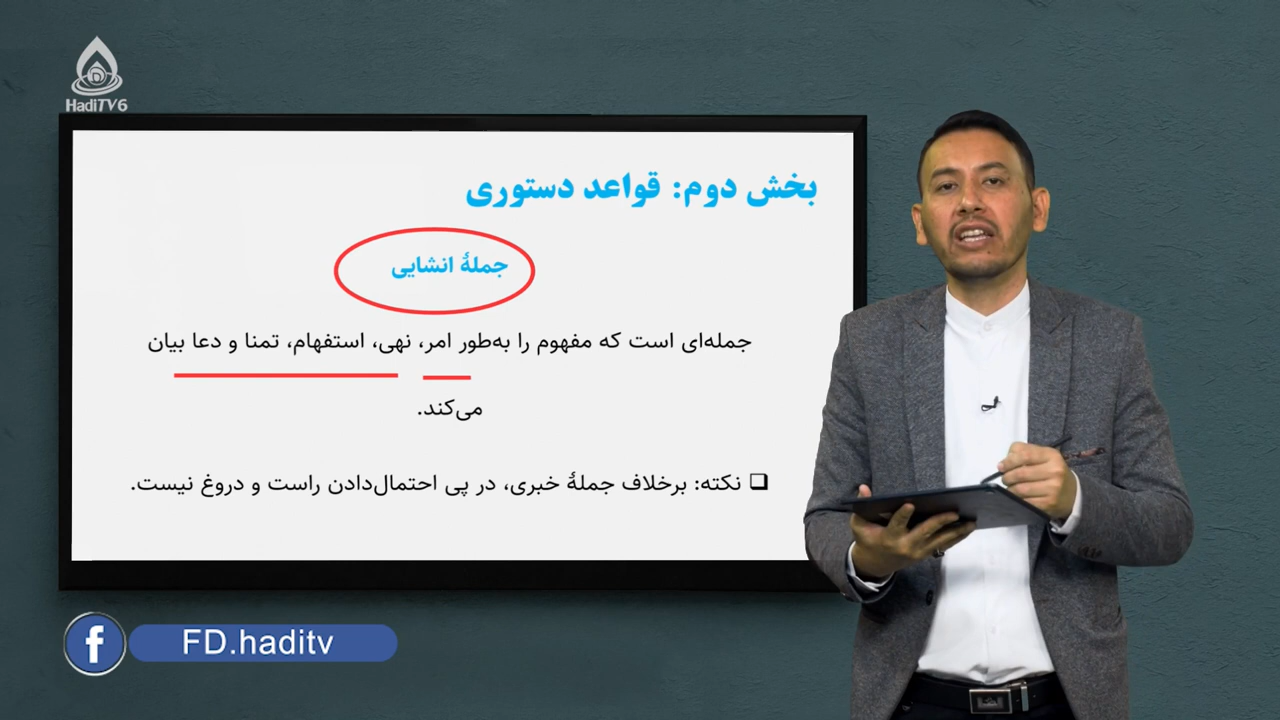 HadiTV6
بخش دوم: قواعد دستوری
جملهٔ انشایی
جمله‌ای است که مفهوم را به‌طور امر، نهی، استفهام، تمنا و دعا بیان
می‌کند.
❑ نکته: برخلاف جملهٔ خبری، در پی احتمال‌دادن راست و دروغ نیست.
f FD.haditv